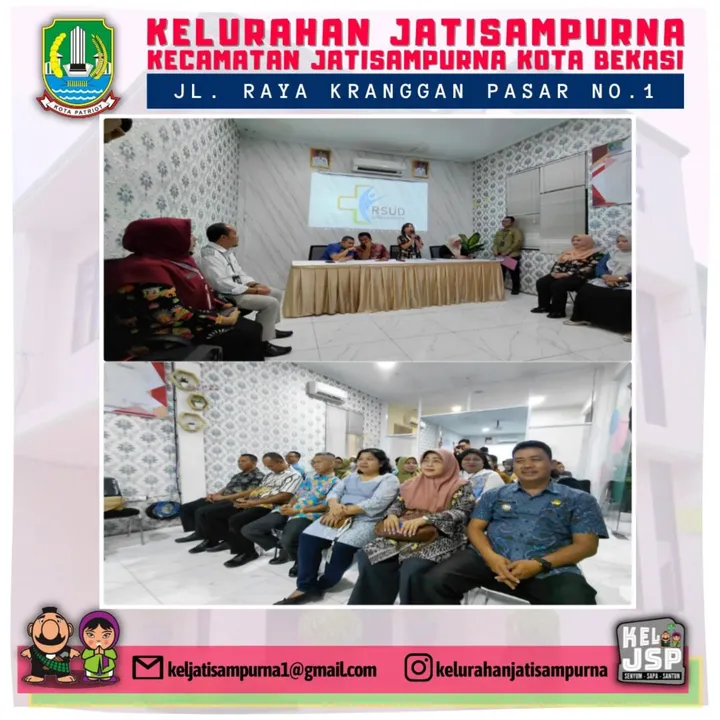 KELURAHAN JATISAMPURNA
KECAMATAN JATISAMPURNA KOTA BEKASI
JL. RAYA KRANGGAN PASAR NO.1
KOTA PATRIOT
RSUD
keljatisampurna1@gmail.com
kelurahanjatisampurna
KEL
JSP
SENYUM - SAPA - SANTUN